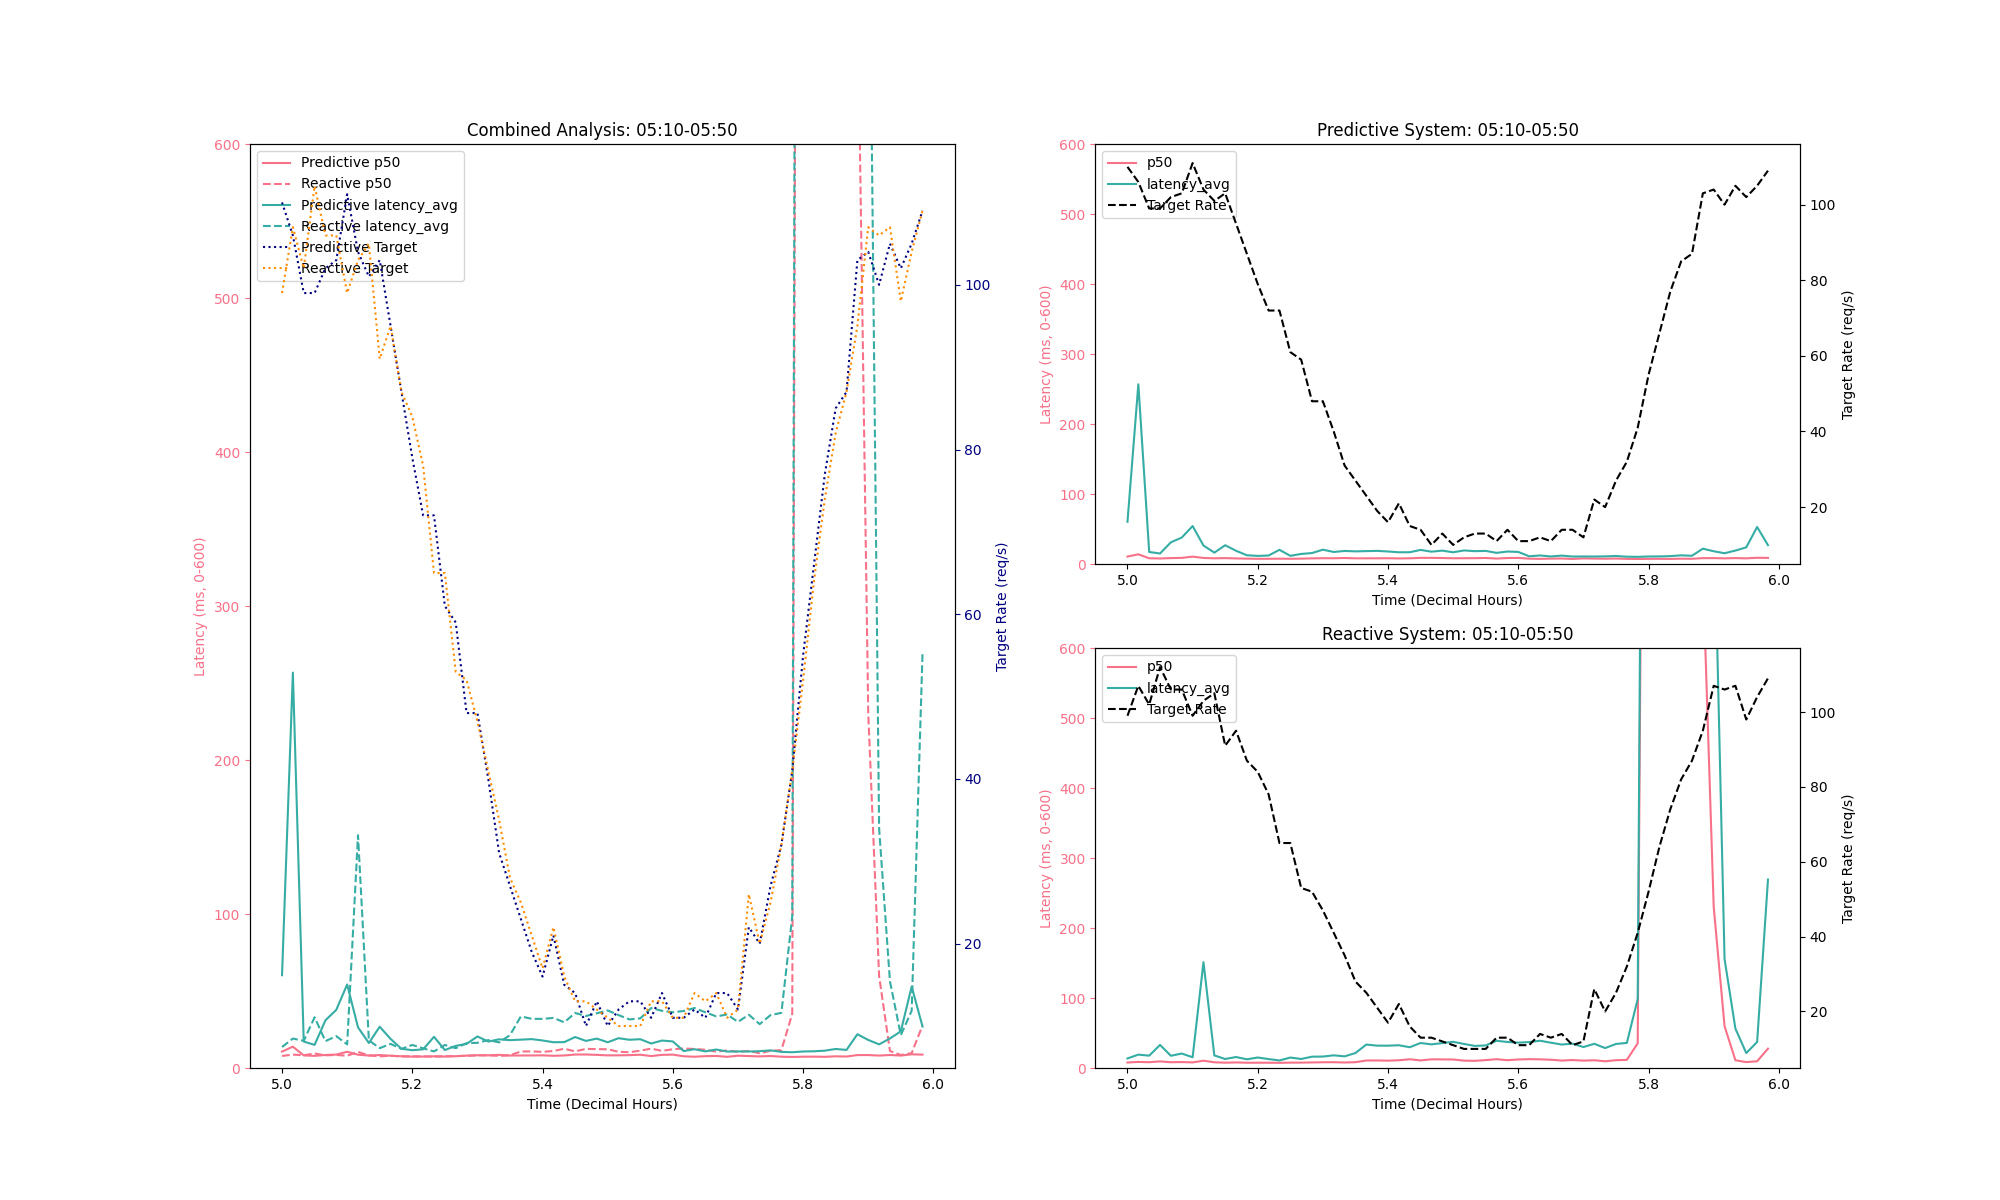 Combined Analysis: 05:10-05:50
Predictive p50
Reactive p50
Predictive latency_avg
Reactive latency_avg
Predictive Target
Reactive Target
600
500
400
300
200
100
0
Latency (ms, 0-600)
100
80
60
40
20
Target Rate (req/s)
5.0 5.2 5.4 5.6 5.8 6.0
Time (Decimal Hours)
Predictive System: 05:10-05:50
p50
latency_avg
Target Rate
600
500
400
300
200
100
0
Latency (ms, 0-600)
100
80
60
40
20
Target Rate (req/s)
5.0 5.2 5.4 5.6 5.8 6.0
Time (Decimal Hours)
Reactive System: 05:10-05:50
p50
latency_avg
Target Rate
600
500
400
300
200
100
0
Latency (ms, 0-600)
100
80
60
40
20
Target Rate (req/s)
5.0 5.2 5.4 5.6 5.8 6.0
Time (Decimal Hours)